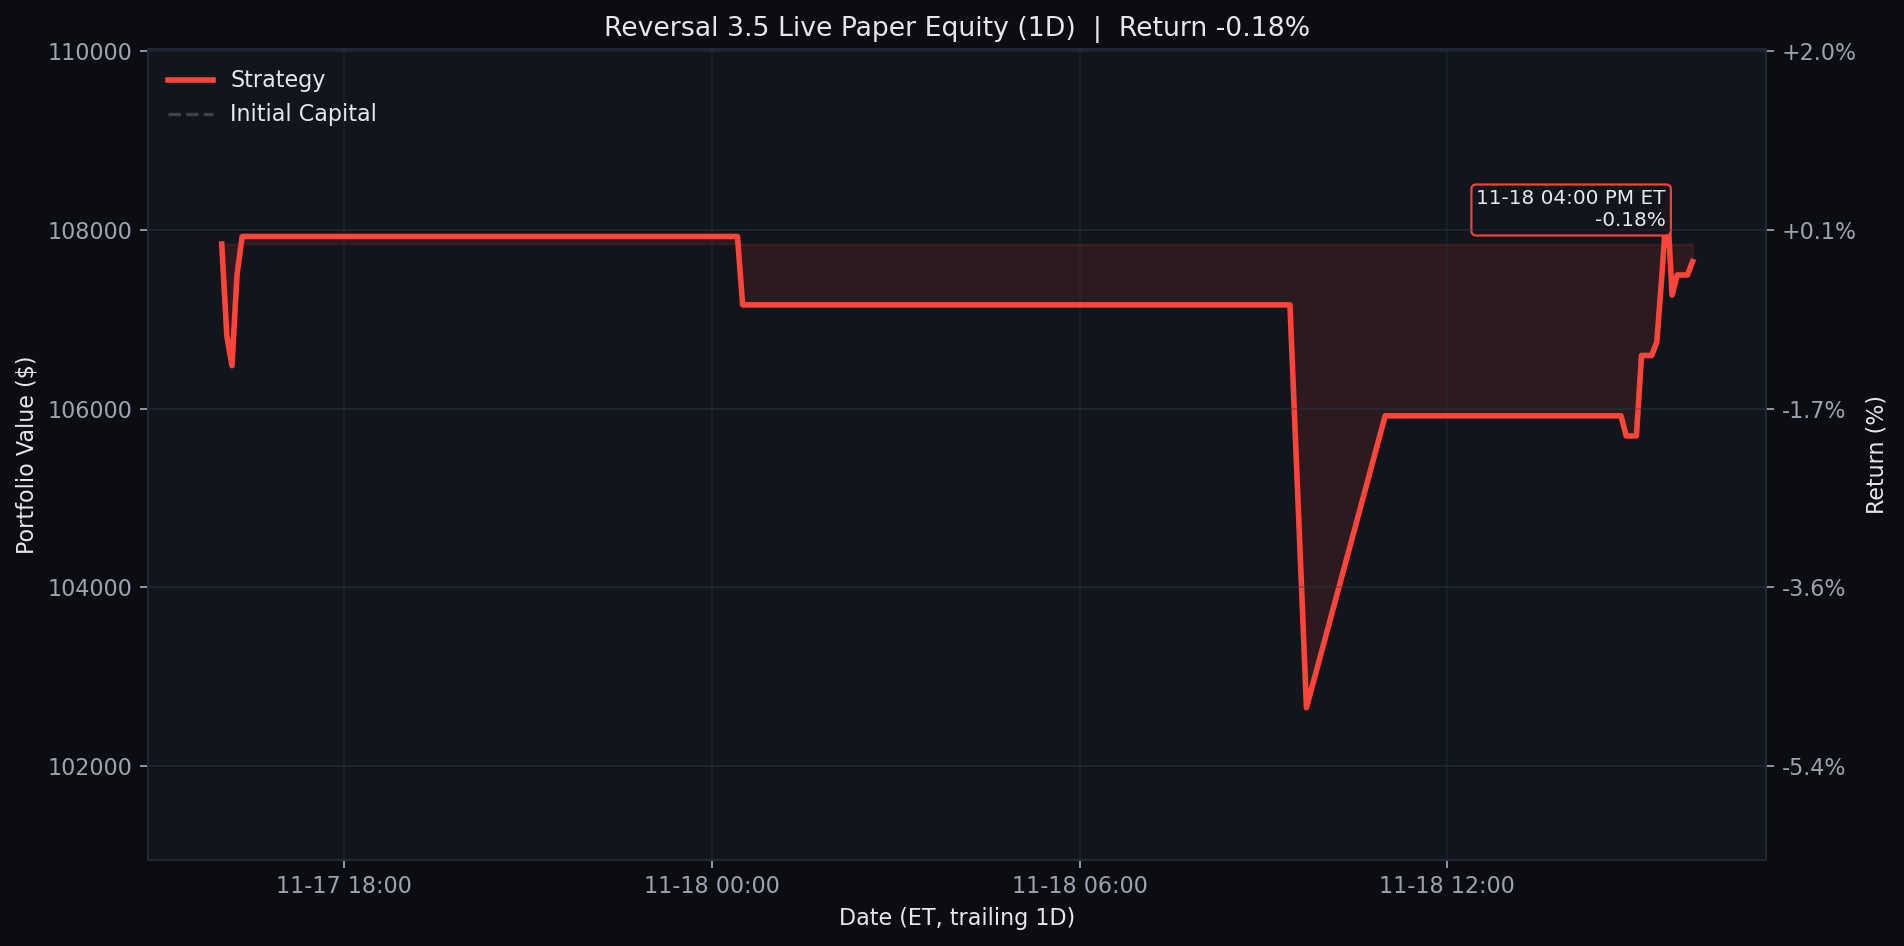 Reversal 3.5 Live Paper Equity (1D)  |  Return -0.18%
Strategy
Initial Capital
11-18 04:00 PM ET
-0.18%
Portfolio Value ($)
110000
108000
106000
104000
102000
+2.0%
+0.1%
-1.7%
-3.6%
-5.4%
Return (%)
11-17 18:00
11-18 00:00
11-18 06:00
11-18 12:00
Date (ET, trailing 1D)